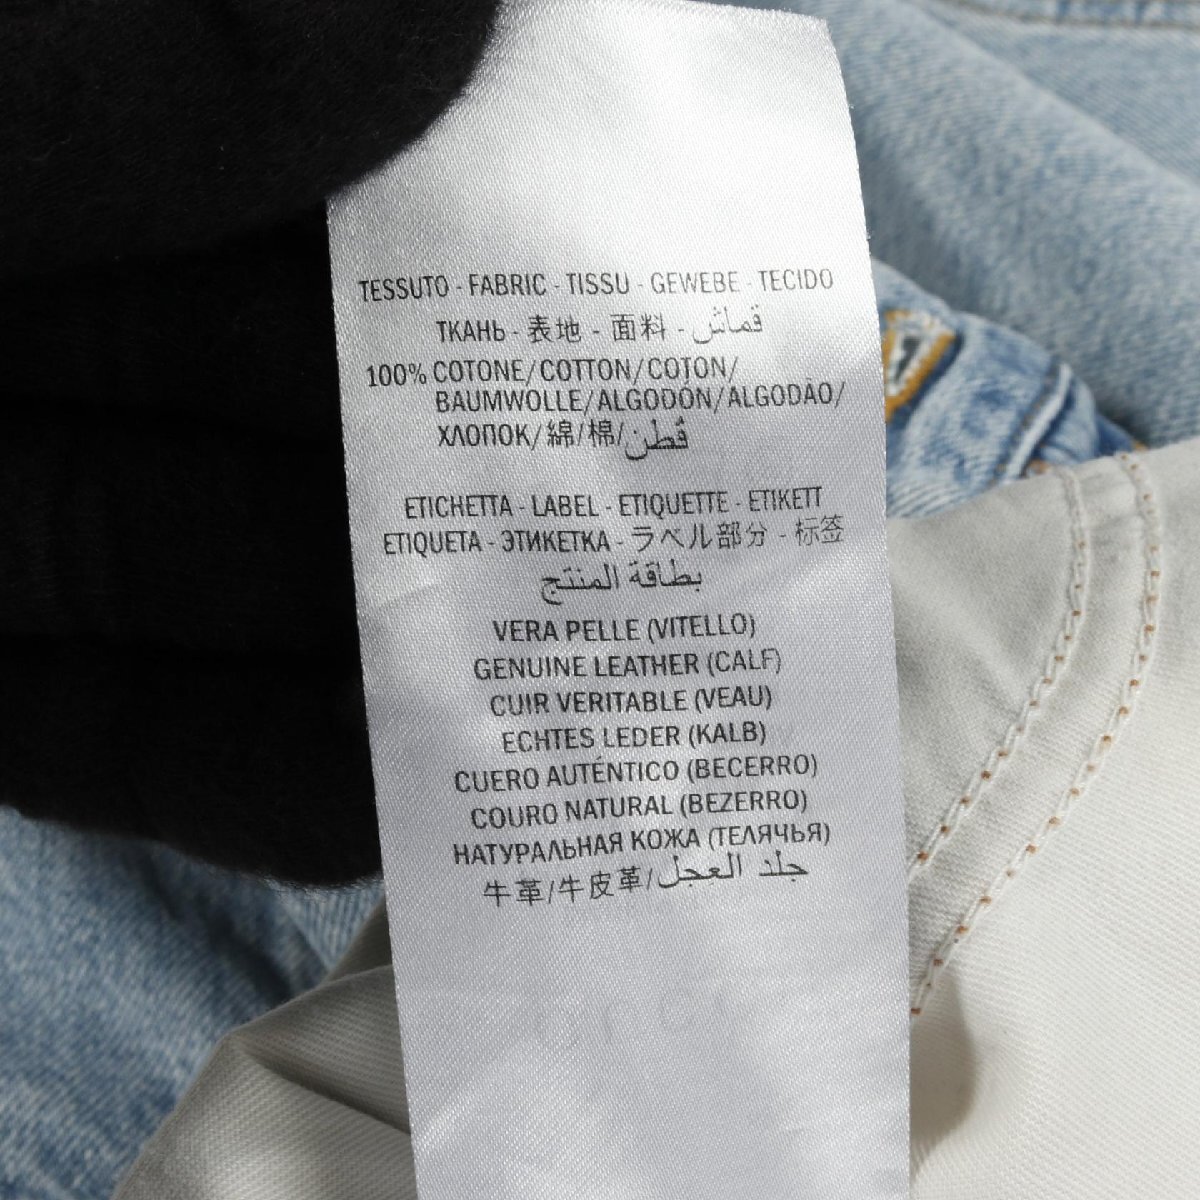 TESSUTO - FABRIC - TISSU - GEWEBE - TECIDO
ТКАНЬ - 表地 - 面料 - قماش
100% COTONE/COTTON/COTON/
BAUMWOLLE/ALGODÓN/ALGODÃO/
ХЛОПОК/綿/棉/قطن
ETICHETTA - LABEL - ETIQUETTE - ETIKETT
ETIQUETA - ЭТИКЕТКА - ラベル部分 - 标签
بطاقة المنتج
VERA PELLE (VITELLO)
GENUINE LEATHER (CALF)
CUIR VERITABLE (VEAU)
ECHTES LEDER (KALB)
CUERO AUTÉNTICO (BECERRO)
COURO NATURAL (BEZERRO)
НАТУРАЛЬНАЯ КОЖА (ТЕЛЯЧЬЯ)
牛革/牛皮革/جلد العجل